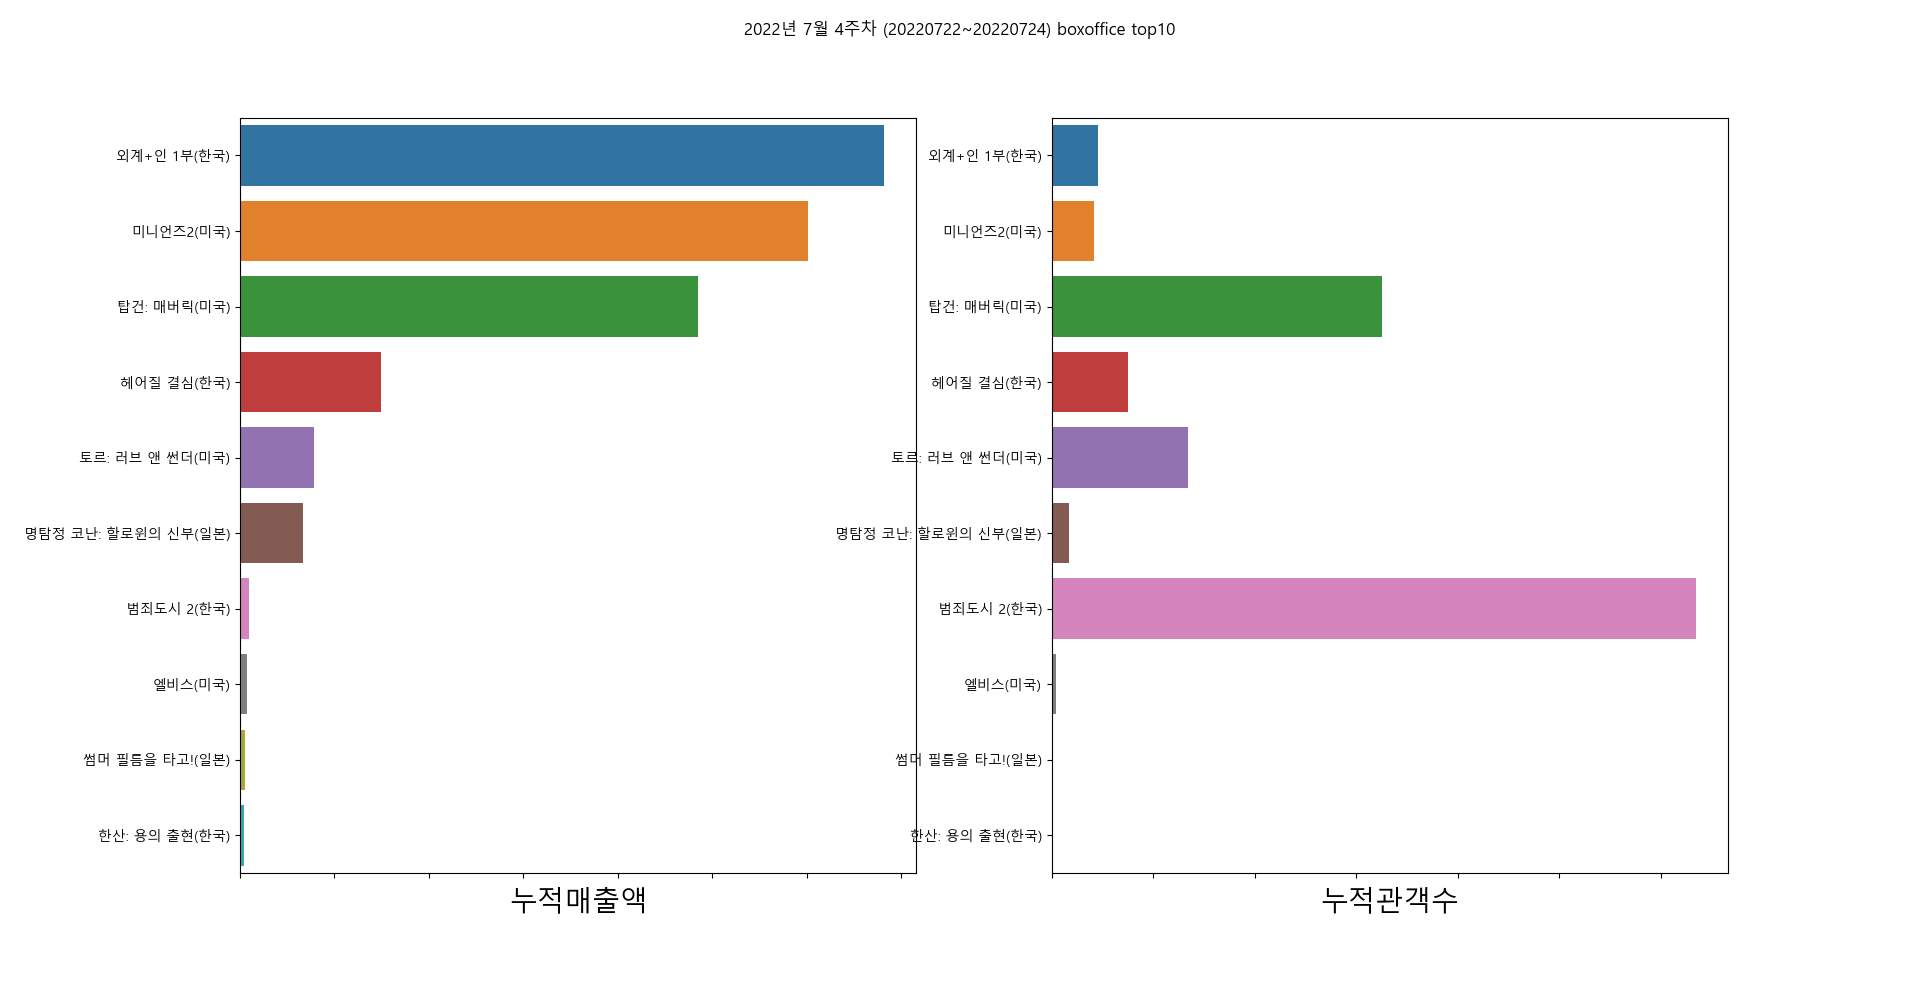 2022년 7월 4주차 (20220722~20220724) boxoffice top10
외계+인 1부(한국)
미니언즈2(미국)
탑건: 매버릭(미국)
헤어질 결심(한국)
토르: 러브 앤 썬더(미국)
명탐정 코난: 할로윈의 신부(일본)
범죄도시 2(한국)
엘비스(미국)
썸머 필름을 타고!(일본)
한산: 용의 출현(한국)
누적매출액
외계+인 1부(한국)
미니언즈2(미국)
탑건: 매버릭(미국)
헤어질 결심(한국)
토르: 러브 앤 썬더(미국)
명탐정 코난: 할로윈의 신부(일본)
범죄도시 2(한국)
엘비스(미국)
썸머 필름을 타고!(일본)
한산: 용의 출현(한국)
누적관객수